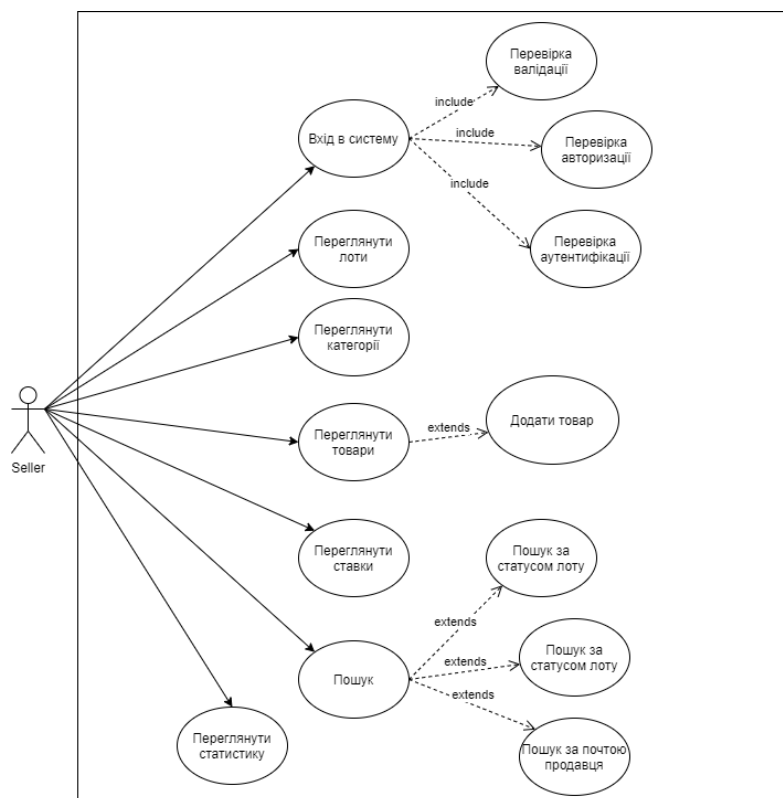 Перевірка
валідації
include
Вхід в систему
include
Перевірка
авторизації
include
Перевірка
аутентифікації
Переглянути
лоти
Переглянути
категорії
Seller
Переглянути
товари
extends
Додати товар
Переглянути
ставки
Пошук за
статусом лоту
extends
Пошук
extends
Пошук за
статусом лоту
extends
Пошук за почтою
продавця
Переглянути
статистику